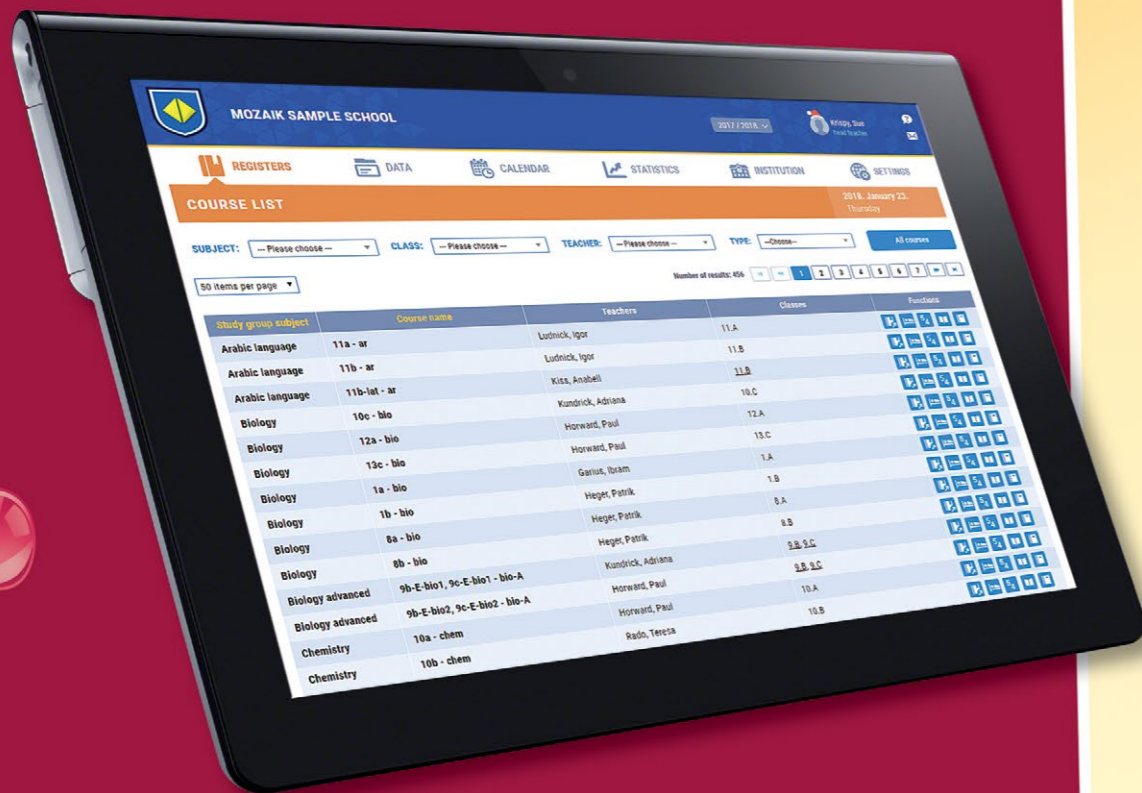 MOZAIK SAMPLE SCHOOL 2017 / 2018. Krispy, Sue
head teacher
REGISTERS DATA CALENDAR STATISTICS INSTITUTION SETTINGS
COURSE LIST 2018. January 23.
Thursday
SUBJECT: --- Please choose --- CLASS: --- Please choose --- TEACHER: --- Please choose --- TYPE: ---Choose--- All courses
50 items per page Number of results: 456 1 2 3 4 5 6 7
Study group subject Course name Teachers Classes Functions
Arabic language 11a - ar Ludnick, Igor 11.A
Arabic language 11b - ar Ludnick, Igor 11.B
Arabic language 11b-lat - ar Kiss, Anabell 11.B
Biology 10c - bio Kundrick, Adriana 10.C
Biology 12a - bio Horward, Paul 12.A
Biology 13c - bio Horward, Paul 13.C
Biology 1a - bio Garius, Ibram 1.A
Biology 1b - bio Heger, Patrik 1.B
Biology 8a - bio Heger, Patrik 8.A
Biology 8b - bio Heger, Patrik 8.B
Biology advanced 9b-E-bio1, 9c-E-bio1 - bio-A Kundrick, Adriana 9.B, 9.C
Biology advanced 9b-E-bio2, 9c-E-bio2 - bio-A Horward, Paul 9.B, 9.C
Chemistry 10a - chem Horward, Paul 10.A
Chemistry 10b - chem Rado, Teresa 10.B